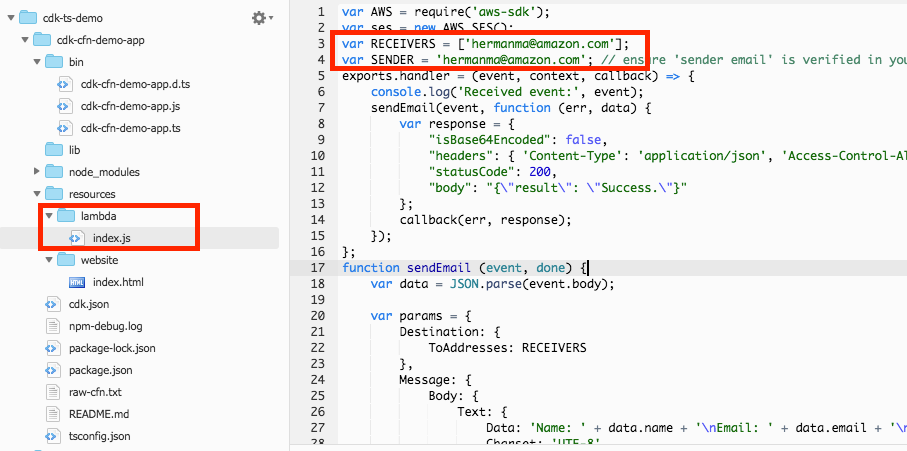 cdk-ts-demo
cdk-cfn-demo-app
bin
cdk-cfn-demo-app.d.ts
cdk-cfn-demo-app.js
cdk-cfn-demo-app.ts
lib
node_modules
resources
lambda
index.js
website
HTML index.html
cdk.json
npm-debug.log
package-lock.json
package.json
raw-cfn.txt
README.md
tsconfig.json
1 var AWS = require('aws-sdk');
2 var ses = new AWS.SES();
3 var RECEIVERS = ['hermanma@amazon.com'];
4 var SENDER = 'hermanma@amazon.com'; // ensure 'sender email' is verified in you
5 exports.handler = (event, context, callback) => {
6 console.log('Received event:', event);
7 sendEmail(event, function (err, data) {
8 var response = {
9 "isBase64Encoded": false,
10 "headers": { 'Content-Type': 'application/json', 'Access-Control-Al
11 "statusCode": 200,
12 "body": "{\"result\": \"Success.\"}"
13 };
14 callback(err, response);
15 });
16 };
17 function sendEmail (event, done) {
18 var data = JSON.parse(event.body);
19
20 var params = {
21 Destination: {
22 ToAddresses: RECEIVERS
23 },
24 Message: {
25 Body: {
26 Text: {
27 Data: 'Name: ' + data.name + '\nEmail: ' + data.email + '\n
28 Charset: 'UTF-8'